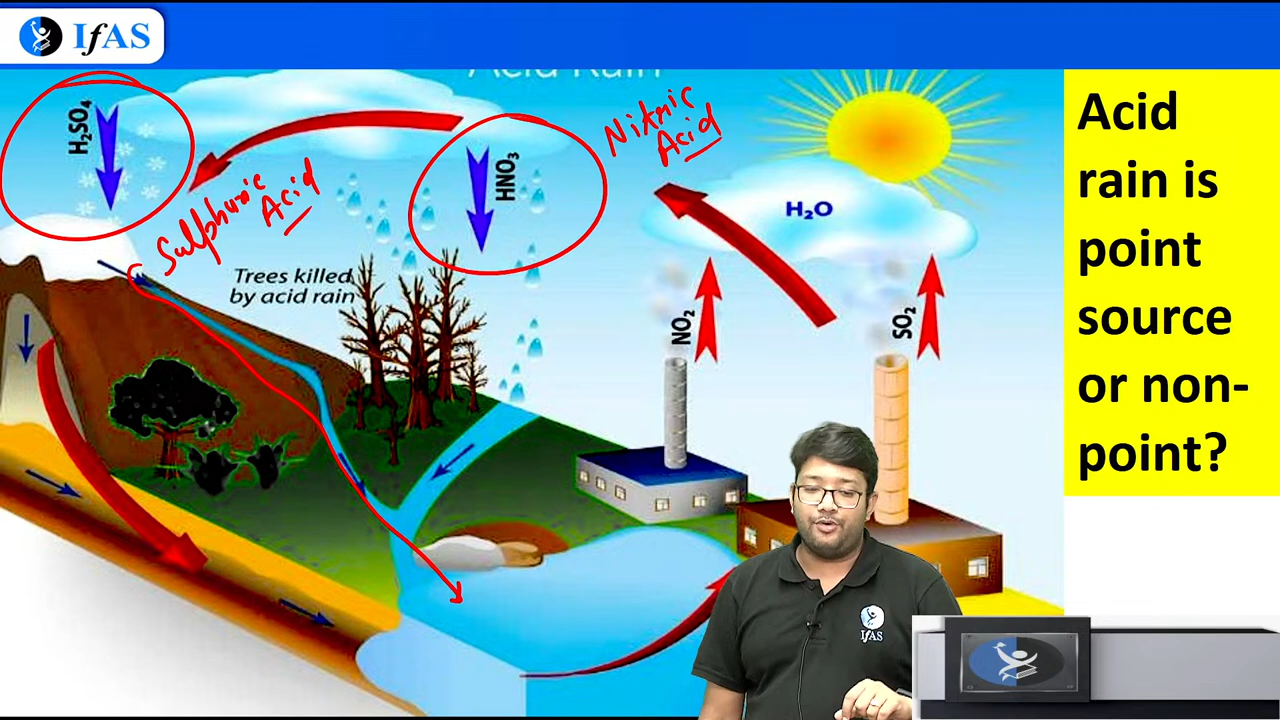 IfAS
Acid Rain
H₂SO₄
HNO₃
Nitric
Acid
Sulphuric
Acid
H₂O
Trees killed
by acid rain
NO₂
SO₂
Acid
rain is
point
source
or non-
point?
IfAS